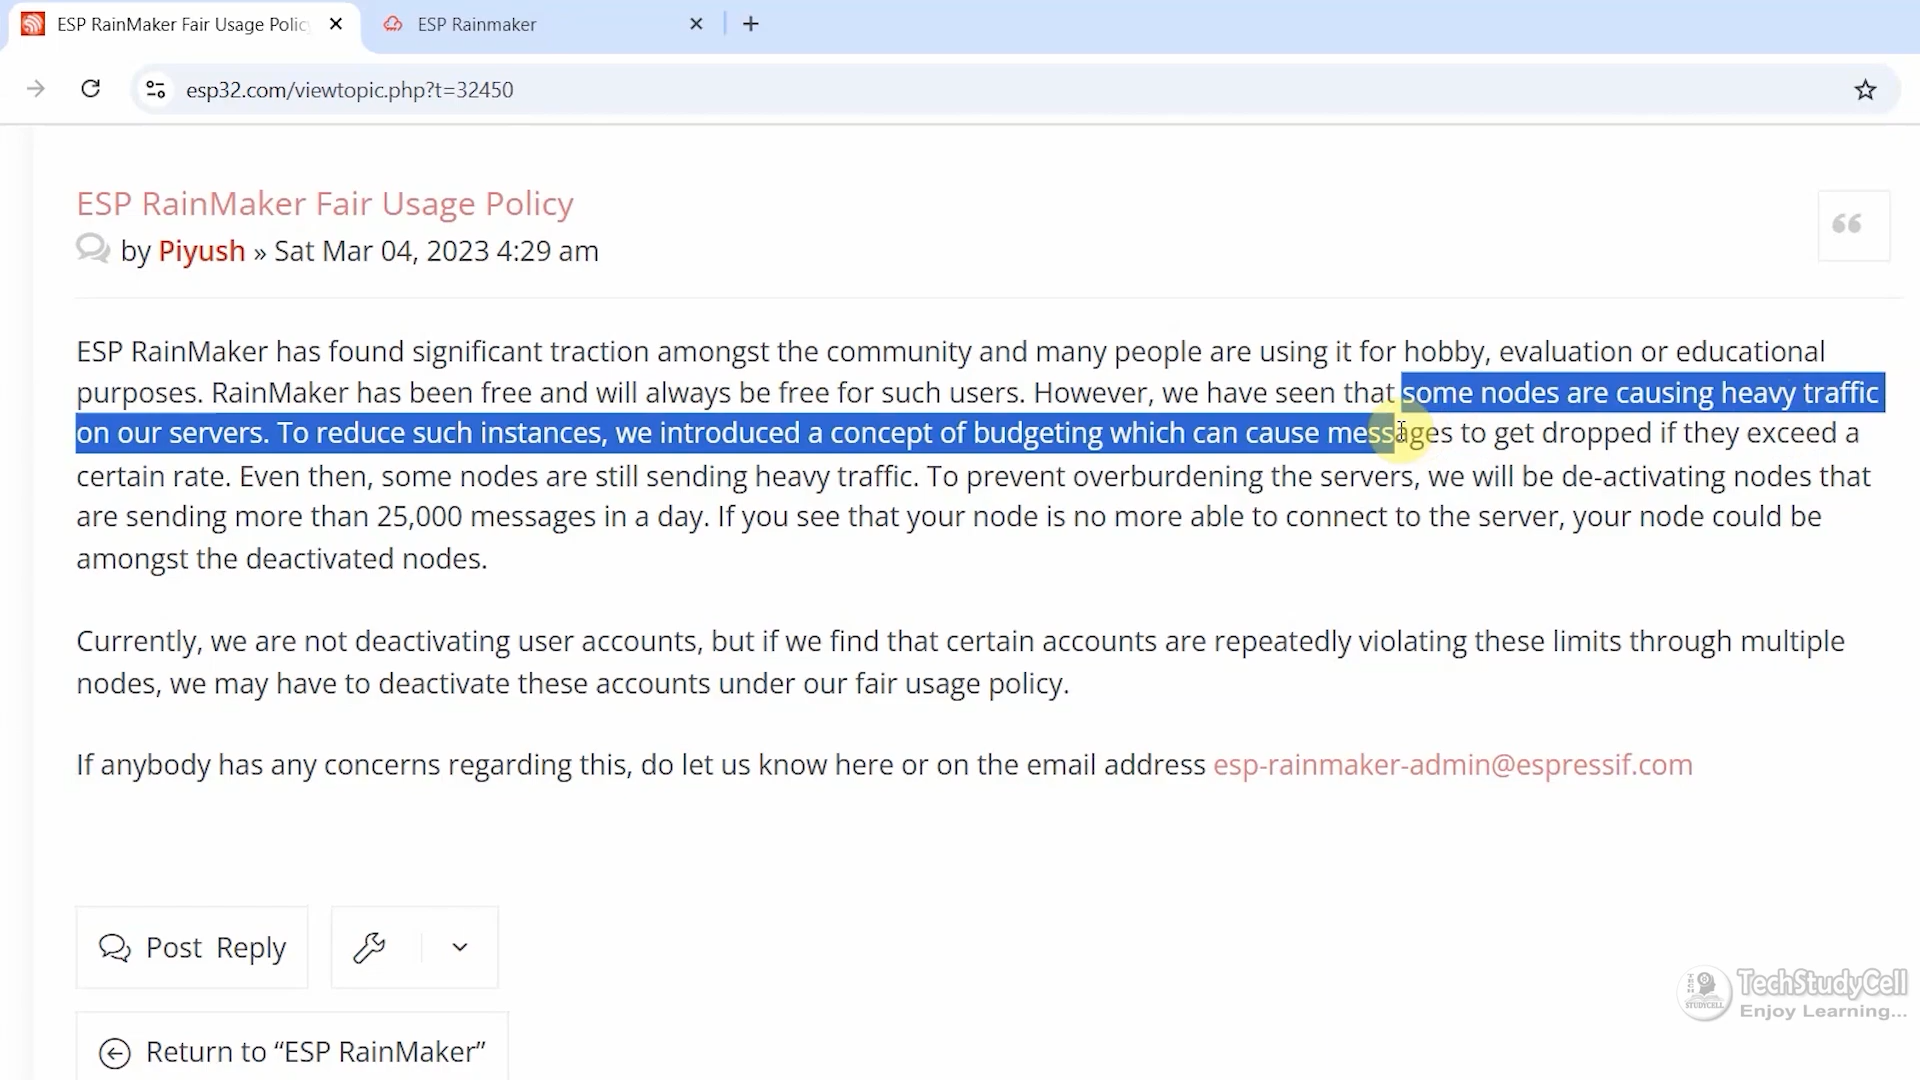 ESP RainMaker Fair Usage Polic
ESP Rainmaker
esp32.com/viewtopic.php?t=32450
ESP RainMaker Fair Usage Policy
by Piyush » Sat Mar 04, 2023 4:29 am
ESP RainMaker has found significant traction amongst the community and many people are using it for hobby, evaluation or educational
purposes. RainMaker has been free and will always be free for such users. However, we have seen that some nodes are causing heavy traffic
on our servers. To reduce such instances, we introduced a concept of budgeting which can cause messages to get dropped if they exceed a
certain rate. Even then, some nodes are still sending heavy traffic. To prevent overburdening the servers, we will be de-activating nodes that
are sending more than 25,000 messages in a day. If you see that your node is no more able to connect to the server, your node could be
amongst the deactivated nodes.
Currently, we are not deactivating user accounts, but if we find that certain accounts are repeatedly violating these limits through multiple
nodes, we may have to deactivate these accounts under our fair usage policy.
If anybody has any concerns regarding this, do let us know here or on the email address esp-rainmaker-admin@espressif.com
Post Reply
Return to “ESP RainMaker”
TechStudyCell
Enjoy Learning...
TECH
STUDYCELL